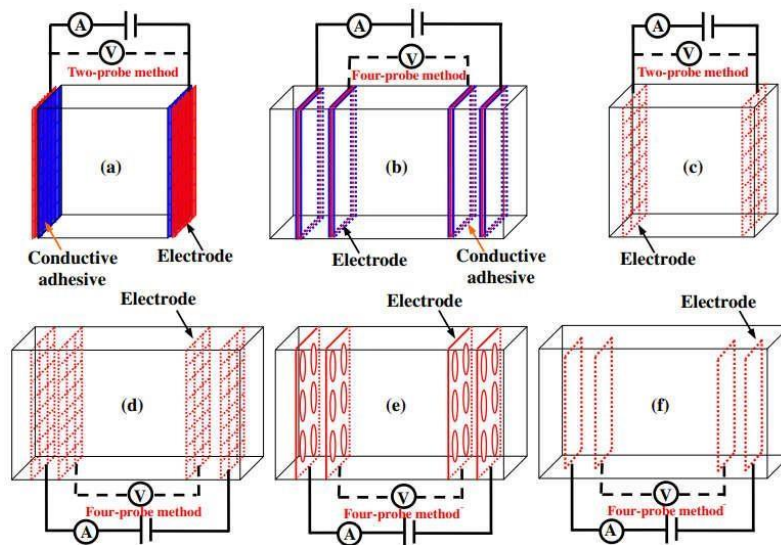 A
V
Two-probe method
(a)
Conductive
adhesive
Electrode
A
V
Four-probe method
(b)
Electrode
Conductive
adhesive
A
V
Two-probe method
(c)
Electrode
Electrode
(d)
V
Four-probe method
A
Electrode
(e)
V
Four-probe method
A
Electrode
(f)
V
Four-probe method
A